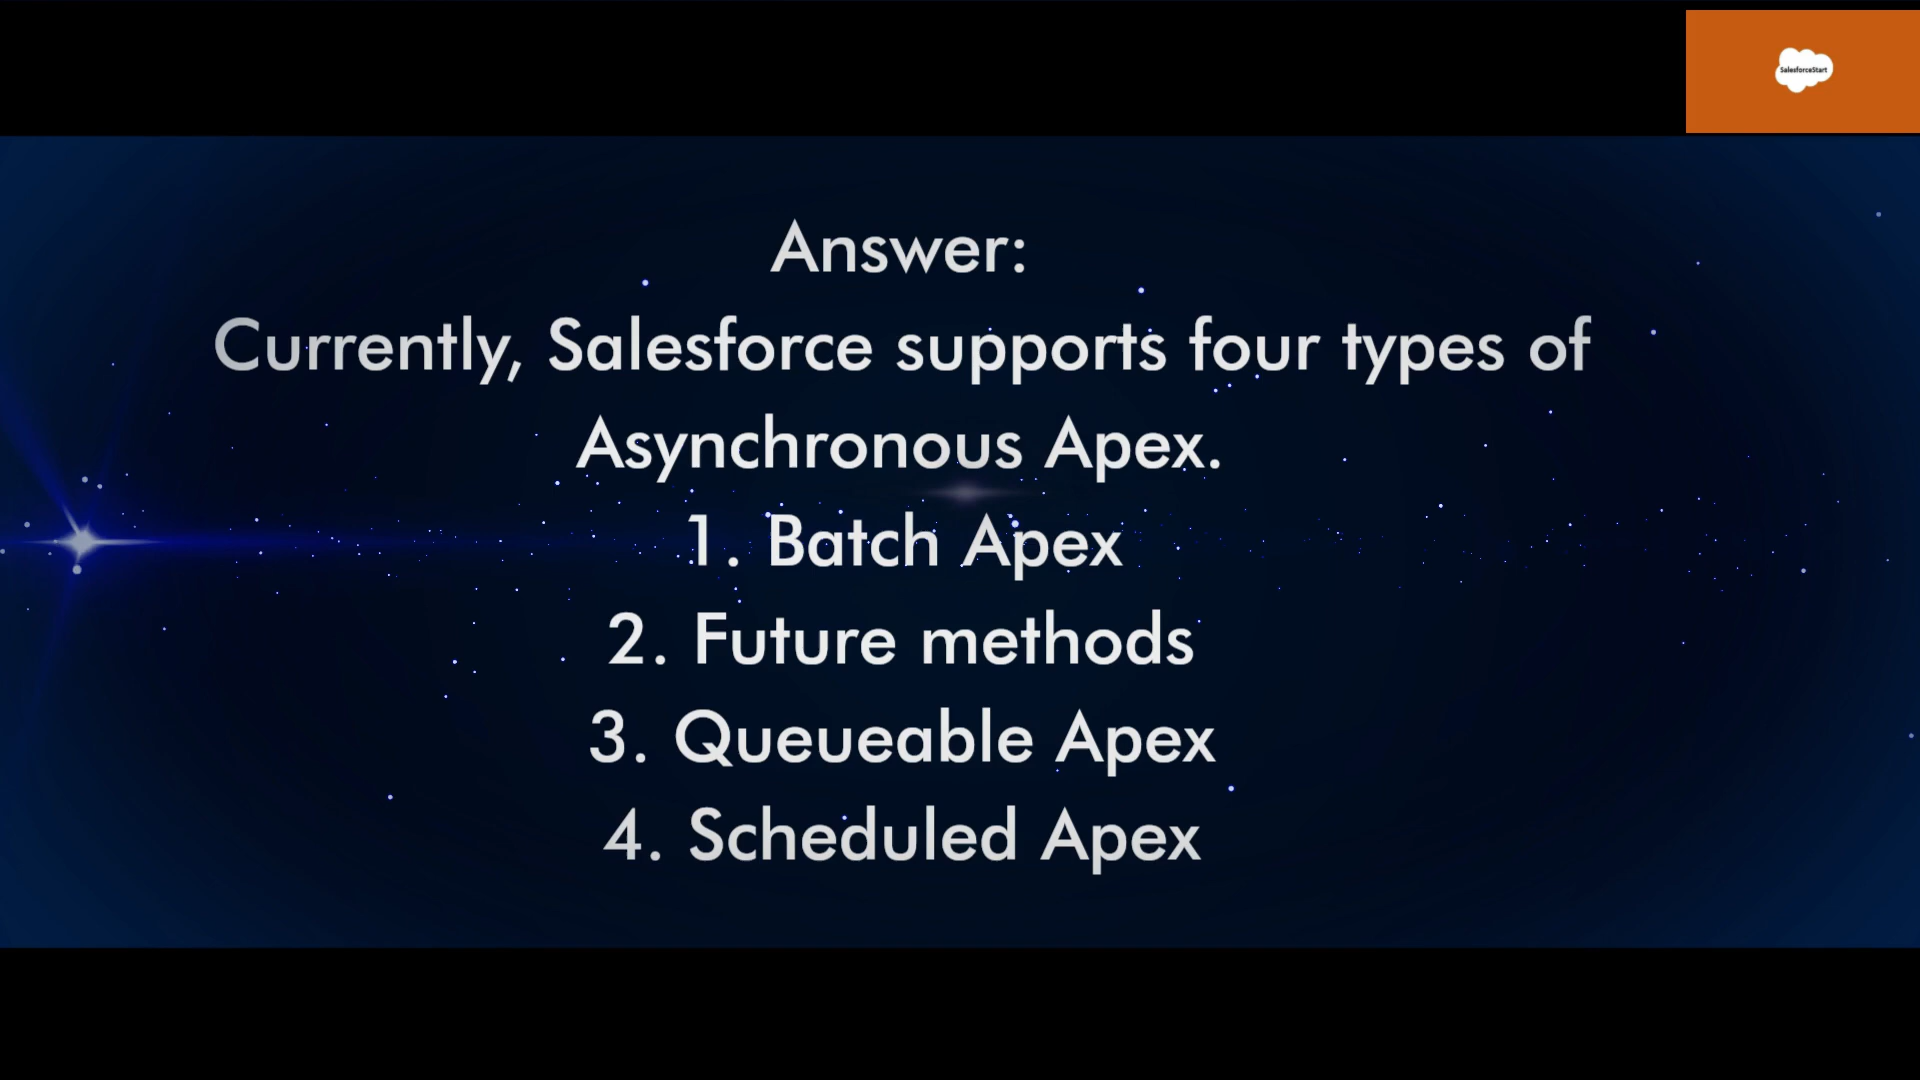 SalesforceStart
Answer:
Currently, Salesforce supports four types of
Asynchronous Apex.
1. Batch Apex
2. Future methods
3. Queueable Apex
4. Scheduled Apex